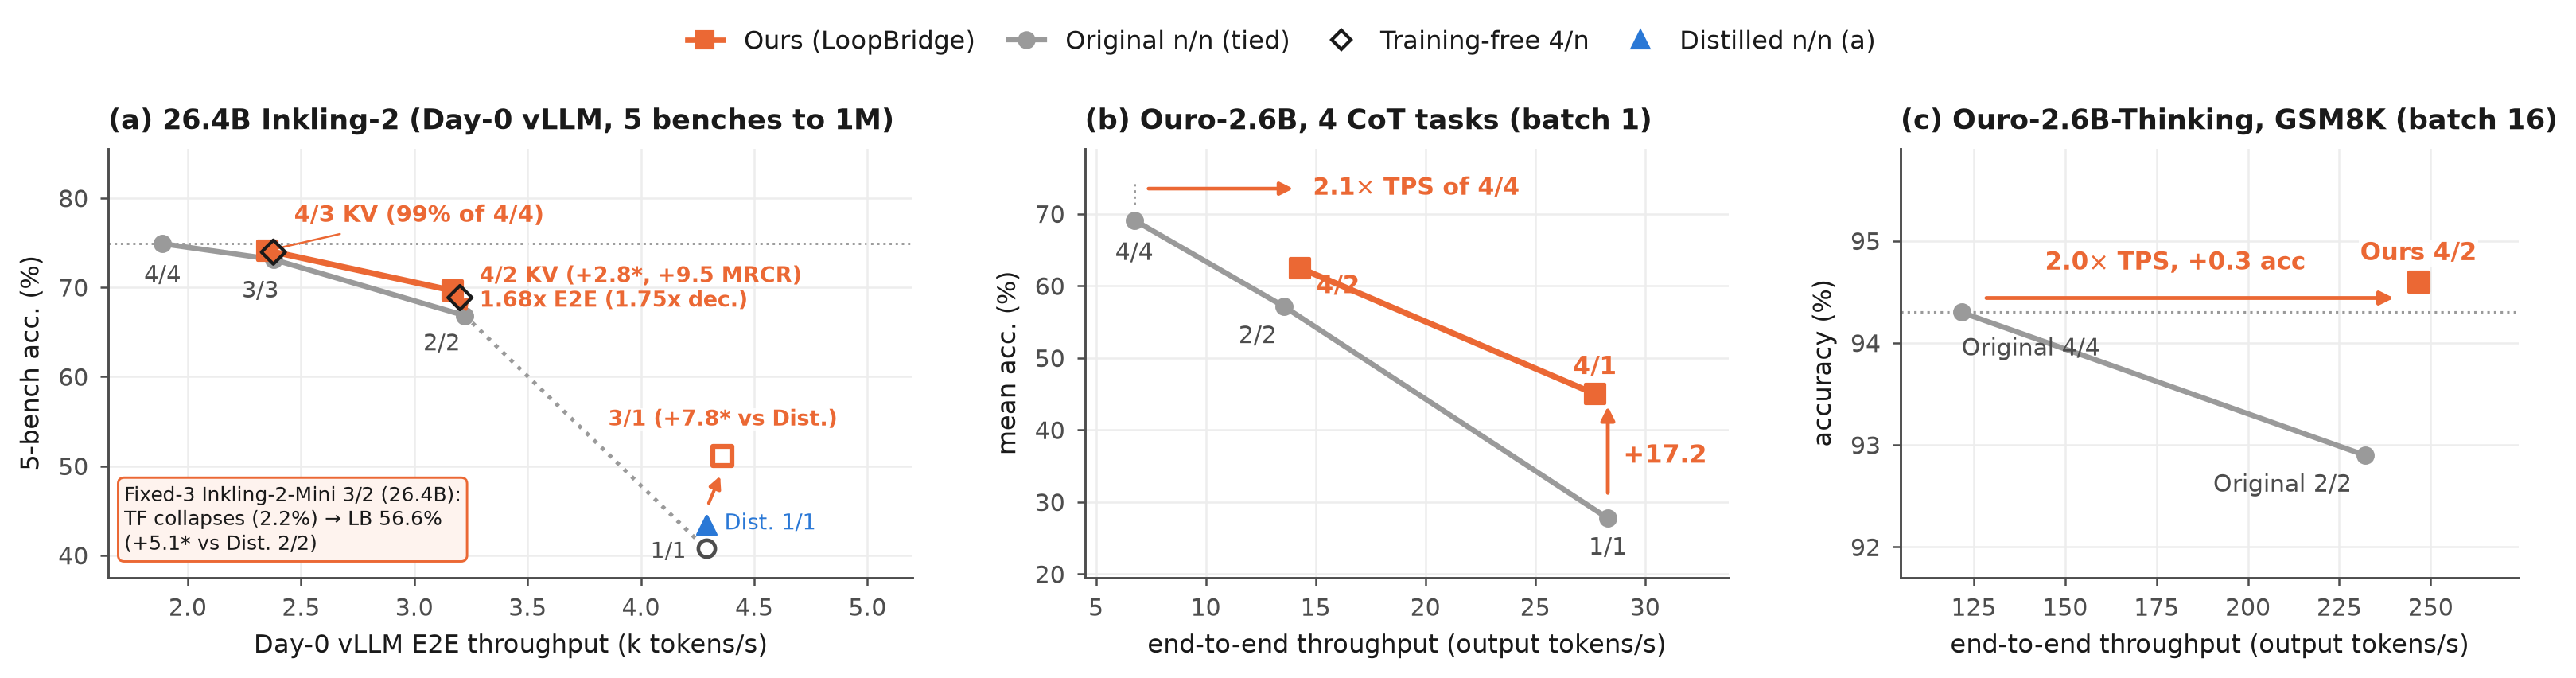 Ours (LoopBridge)
Original n/n (tied)
Training-free 4/n
Distilled n/n (a)
(a) 26.4B Inkling-2 (Day-0 vLLM, 5 benches to 1M)
5-bench acc. (%)
80
70
60
50
40
4/3 KV (99% of 4/4)
4/4
3/3
4/2 KV (+2.8*, +9.5 MRCR)
1.68x E2E (1.75x dec.)
2/2
3/1 (+7.8* vs Dist.)
Dist. 1/1
1/1
Fixed-3 Inkling-2-Mini 3/2 (26.4B):
TF collapses (2.2%) → LB 56.6%
(+5.1* vs Dist. 2/2)
2.0
2.5
3.0
3.5
4.0
4.5
5.0
Day-0 vLLM E2E throughput (k tokens/s)
(b) Ouro-2.6B, 4 CoT tasks (batch 1)
mean acc. (%)
70
60
50
40
30
20
2.1× TPS of 4/4
4/4
4/2
2/2
4/1
+17.2
1/1
5
10
15
20
25
30
end-to-end throughput (output tokens/s)
(c) Ouro-2.6B-Thinking, GSM8K (batch 16)
accuracy (%)
95
94
93
92
Ours 4/2
2.0× TPS, +0.3 acc
Original 4/4
Original 2/2
125
150
175
200
225
250
end-to-end throughput (output tokens/s)